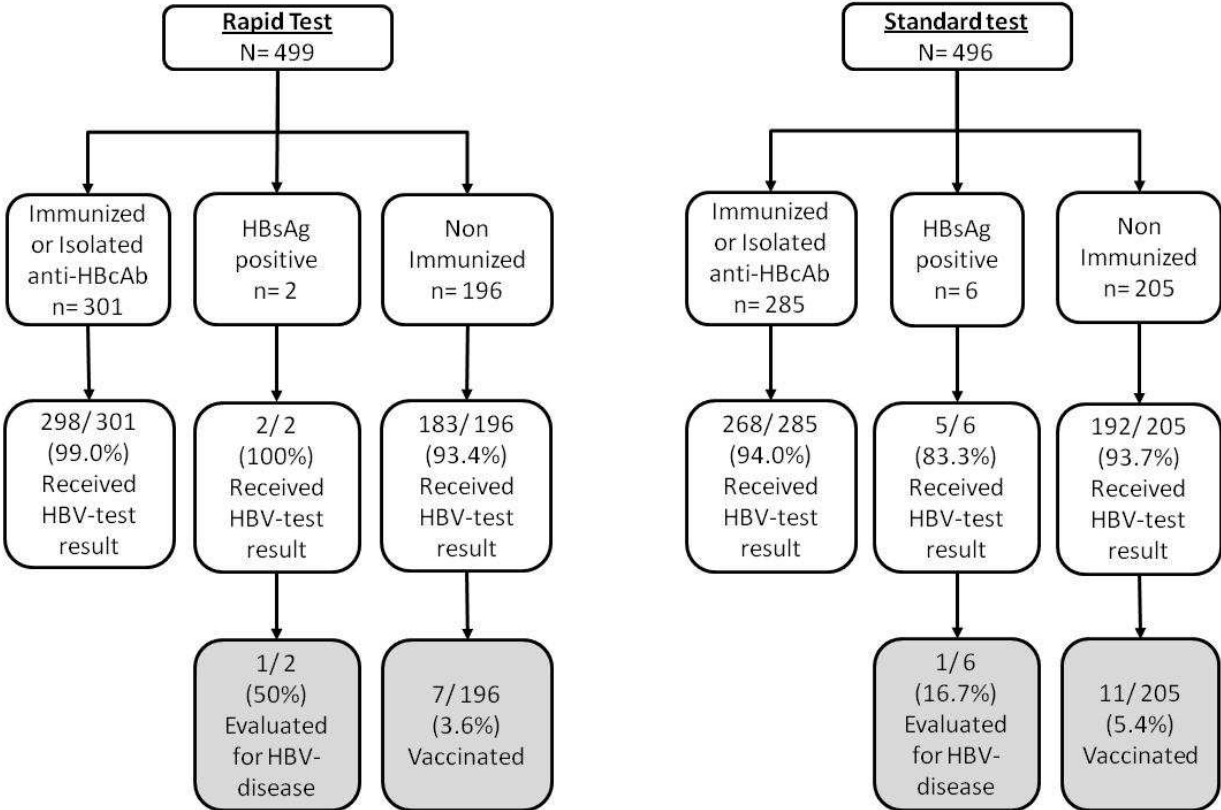 Rapid Test
N= 499
Immunized
or Isolated
anti-HBcAb
n= 301
HBsAg
positive
n= 2
Non
Immunized
n= 196
298/ 301
(99.0%)
Received
HBV-test
result
2/ 2
(100%)
Received
HBV-test
result
183/ 196
(93.4%)
Received
HBV-test
result
1/ 2
(50%)
Evaluated
for HBV-
disease
7/ 196
(3.6%)
Vaccinated
Standard test
N= 496
Immunized
or Isolated
anti-HBcAb
n= 285
HBsAg
positive
n= 6
Non
Immunized
n= 205
268/ 285
(94.0%)
Received
HBV-test
result
5/ 6
(83.3%)
Received
HBV-test
result
192/ 205
(93.7%)
Received
HBV-test
result
1/ 6
(16.7%)
Evaluated
for HBV-
disease
11/ 205
(5.4%)
Vaccinated